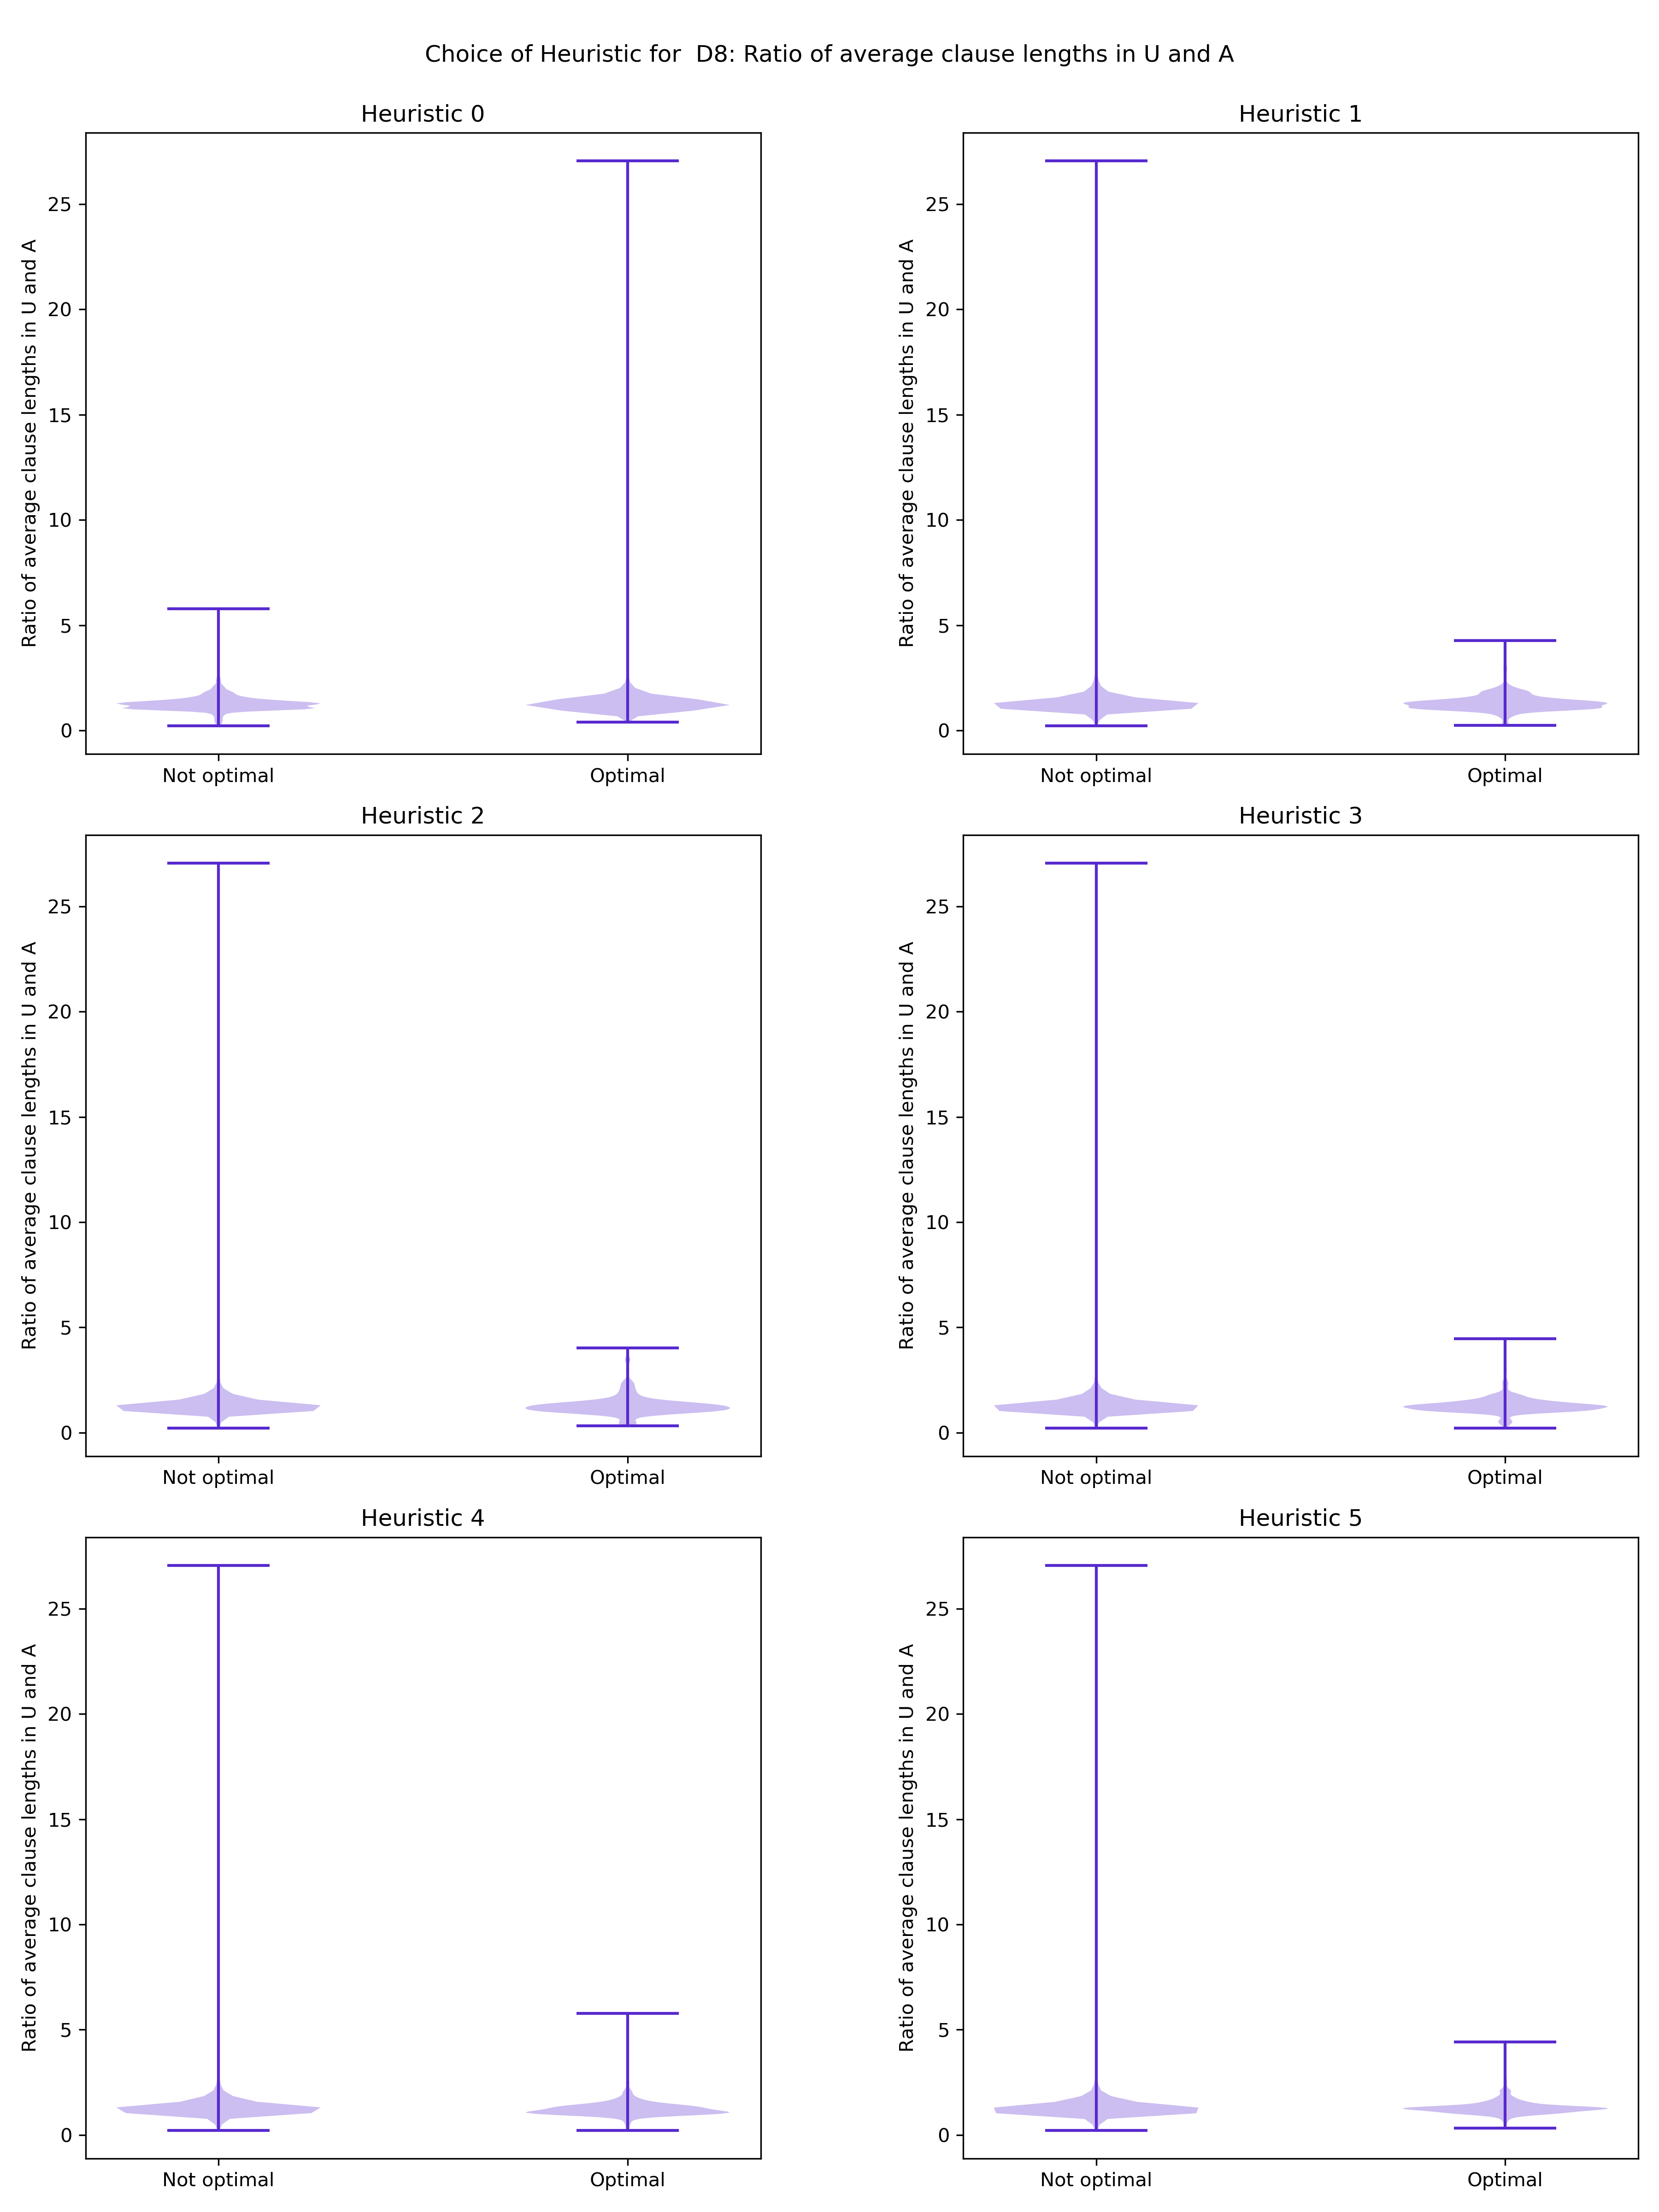 Choice of Heuristic for  D8: Ratio of average clause lengths in U and A
Heuristic 0
Ratio of average clause lengths in U and A
25
20
15
10
5
0
Not optimal
Optimal
Heuristic 1
Ratio of average clause lengths in U and A
25
20
15
10
5
0
Not optimal
Optimal
Heuristic 2
Ratio of average clause lengths in U and A
25
20
15
10
5
0
Not optimal
Optimal
Heuristic 3
Ratio of average clause lengths in U and A
25
20
15
10
5
0
Not optimal
Optimal
Heuristic 4
Ratio of average clause lengths in U and A
25
20
15
10
5
0
Not optimal
Optimal
Heuristic 5
Ratio of average clause lengths in U and A
25
20
15
10
5
0
Not optimal
Optimal